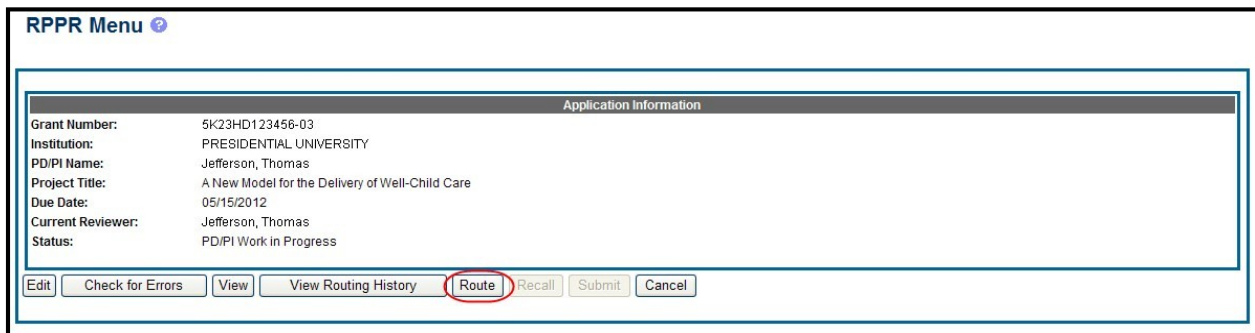 RPPR Menu ?
Application Information
Grant Number: 5K23HD123456-03
Institution: PRESIDENTIAL UNIVERSITY
PD/PI Name: Jefferson, Thomas
Project Title: A New Model for the Delivery of Well-Child Care
Due Date: 05/15/2012
Current Reviewer: Jefferson, Thomas
Status: PD/PI Work in Progress
Edit Check for Errors View View Routing History Route Recall Submit Cancel